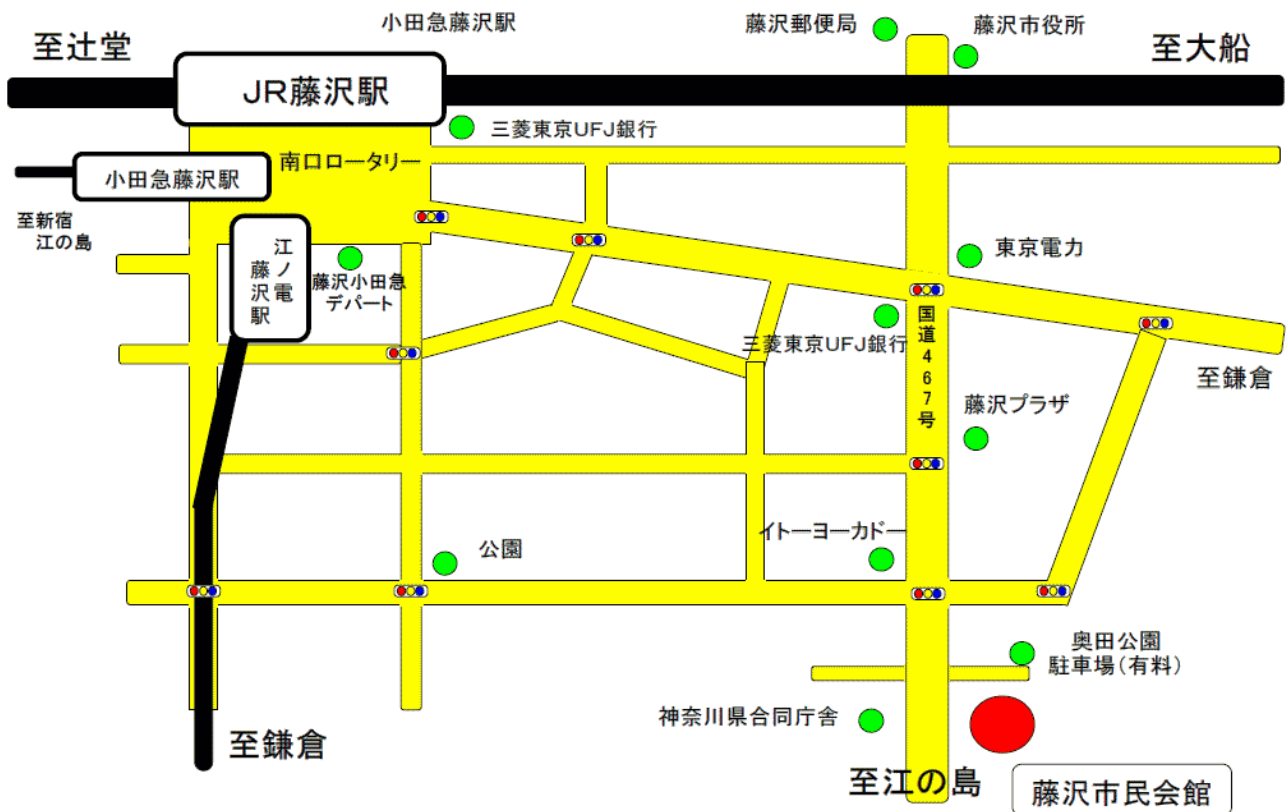 小田急藤沢駅
藤沢郵便局
藤沢市役所
至辻堂
至大船
JR藤沢駅
三菱東京UFJ銀行
南口ロータリー
小田急藤沢駅
至新宿
江の島
江ノ電
藤沢駅
藤沢小田急
デパート
東京電力
国道467号
三菱東京UFJ銀行
至鎌倉
藤沢プラザ
イトーヨーカドー
公園
奥田公園
駐車場(有料)
神奈川県合同庁舎
至鎌倉
至江の島
藤沢市民会館